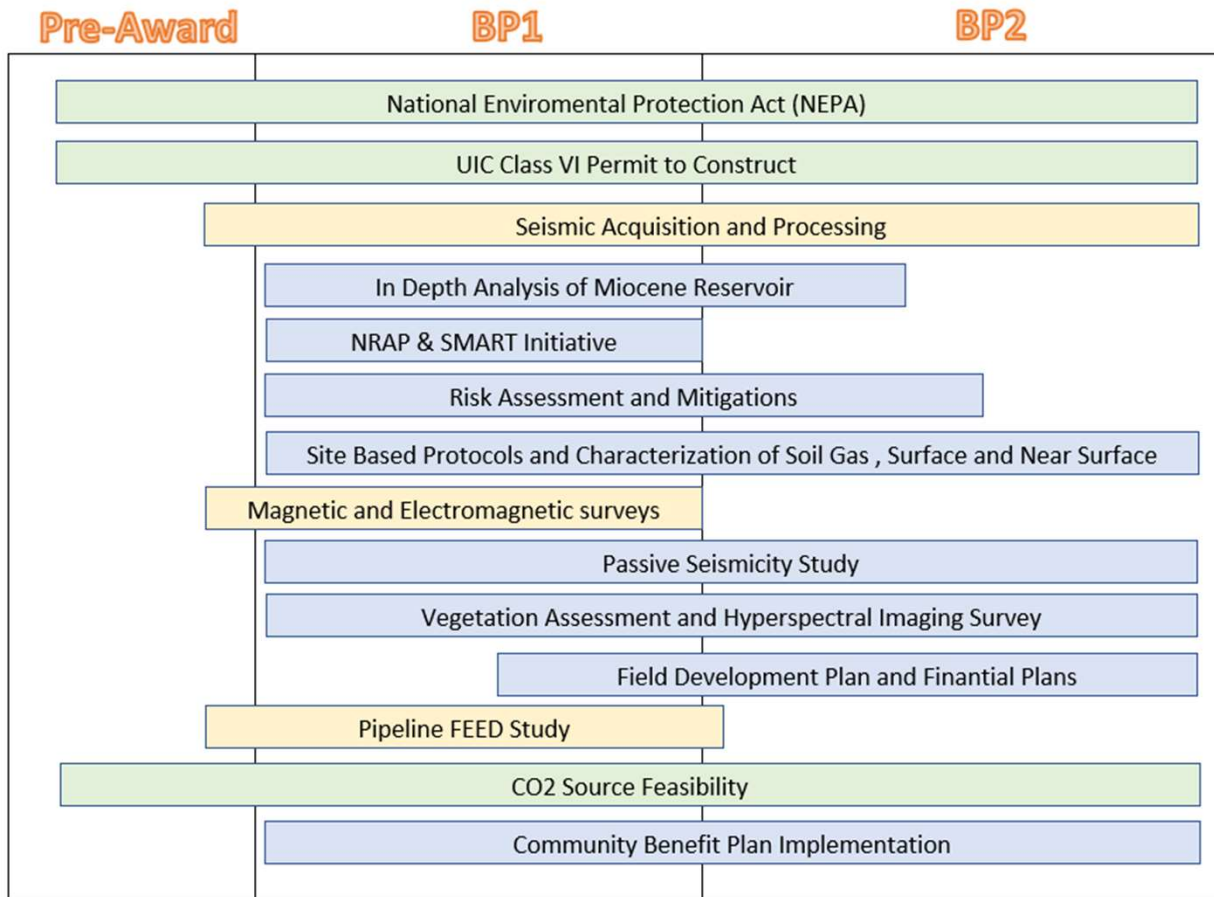 Pre-Award BP1 BP2
National Enviromental Protection Act (NEPA)
UIC Class VI Permit to Construct
Seismic Acquisition and Processing
In Depth Analysis of Miocene Reservoir
NRAP & SMART Initiative
Risk Assessment and Mitigations
Site Based Protocols and Characterization of Soil Gas , Surface and Near Surface
Magnetic and Electromagnetic surveys
Passive Seismicity Study
Vegetation Assessment and Hyperspectral Imaging Survey
Field Development Plan and Finantial Plans
Pipeline FEED Study
CO2 Source Feasibility
Community Benefit Plan Implementation